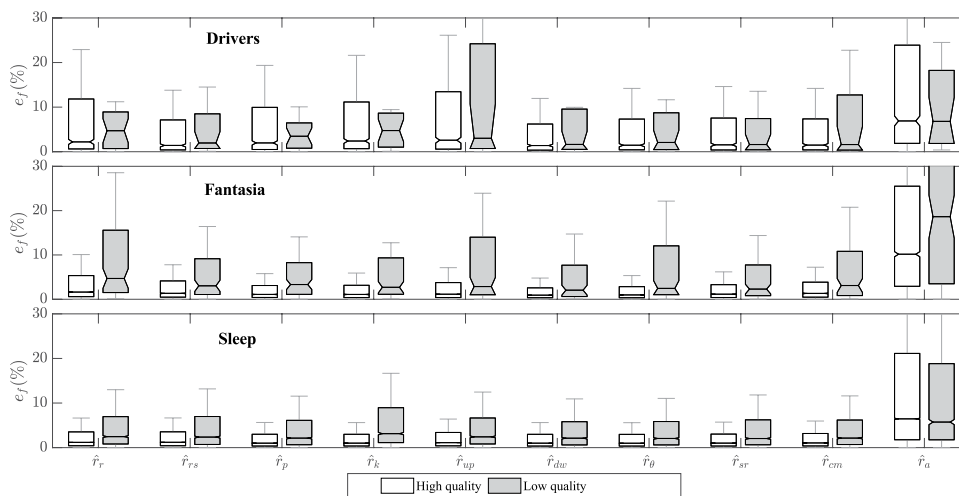 30
Drivers
20
e_f(%)
10
0
30
Fantasia
20
e_f(%)
10
0
30
Sleep
20
e_f(%)
10
0
r̂_r r̂_rs r̂_p r̂_k r̂_up r̂_dw r̂_θ r̂_sr r̂_cm r̂_a
High quality Low quality